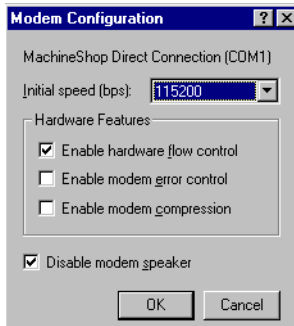 Modem Configuration
MachineShop Direct Connection (COM1)
Initial speed (bps): 115200
Hardware Features
Enable hardware flow control
Enable modem error control
Enable modem compression
Disable modem speaker
OK Cancel